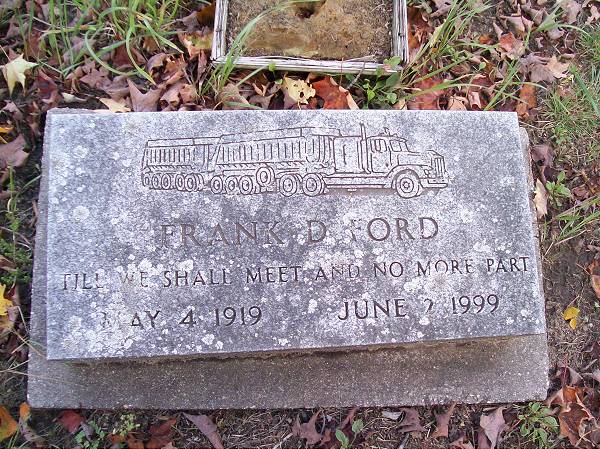 FRANK D FORD
TILL WE SHALL MEET AND NO MORE PART
MAY 4 1919 JUNE 2 1999